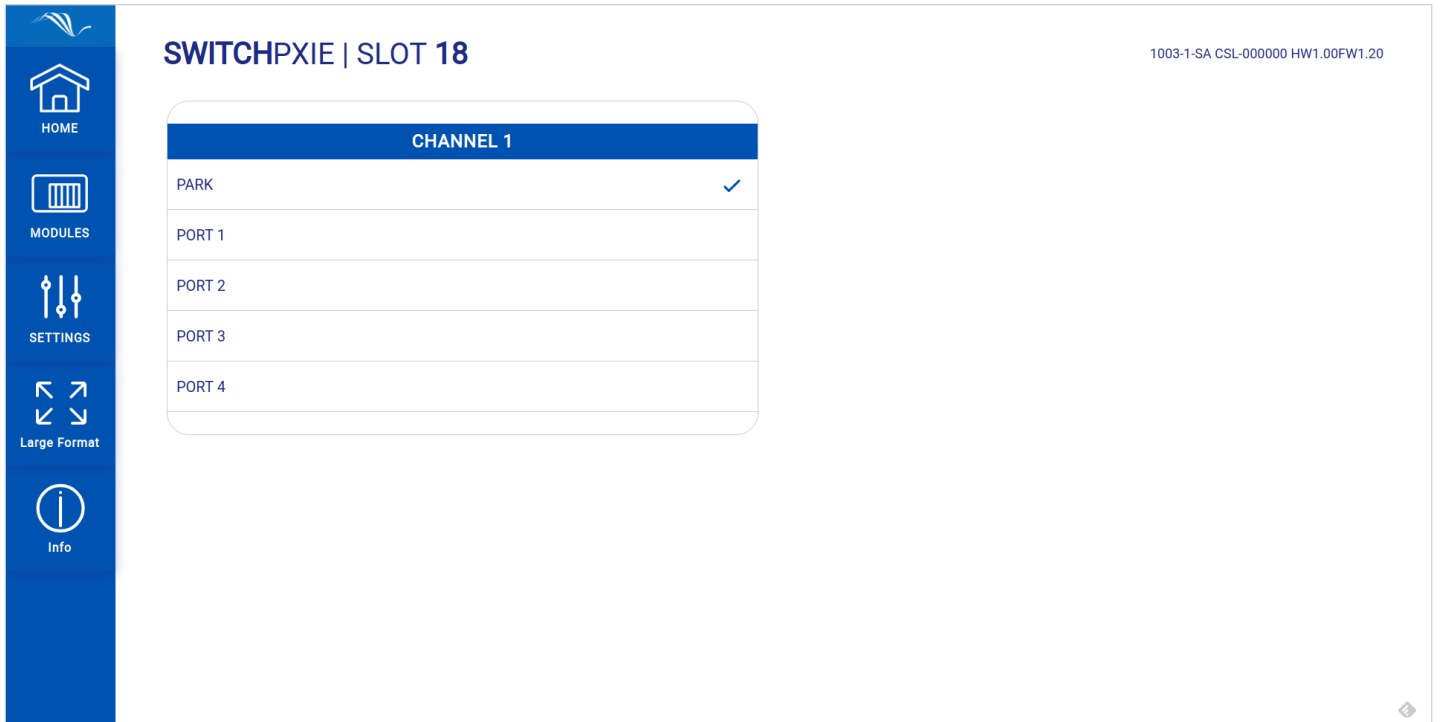 SWITCHPXIE | SLOT 18
1003-1-SA CSL-000000 HW1.00FW1.20
HOME
MODULES
SETTINGS
Large Format
Info
CHANNEL 1
PARK
PORT 1
PORT 2
PORT 3
PORT 4